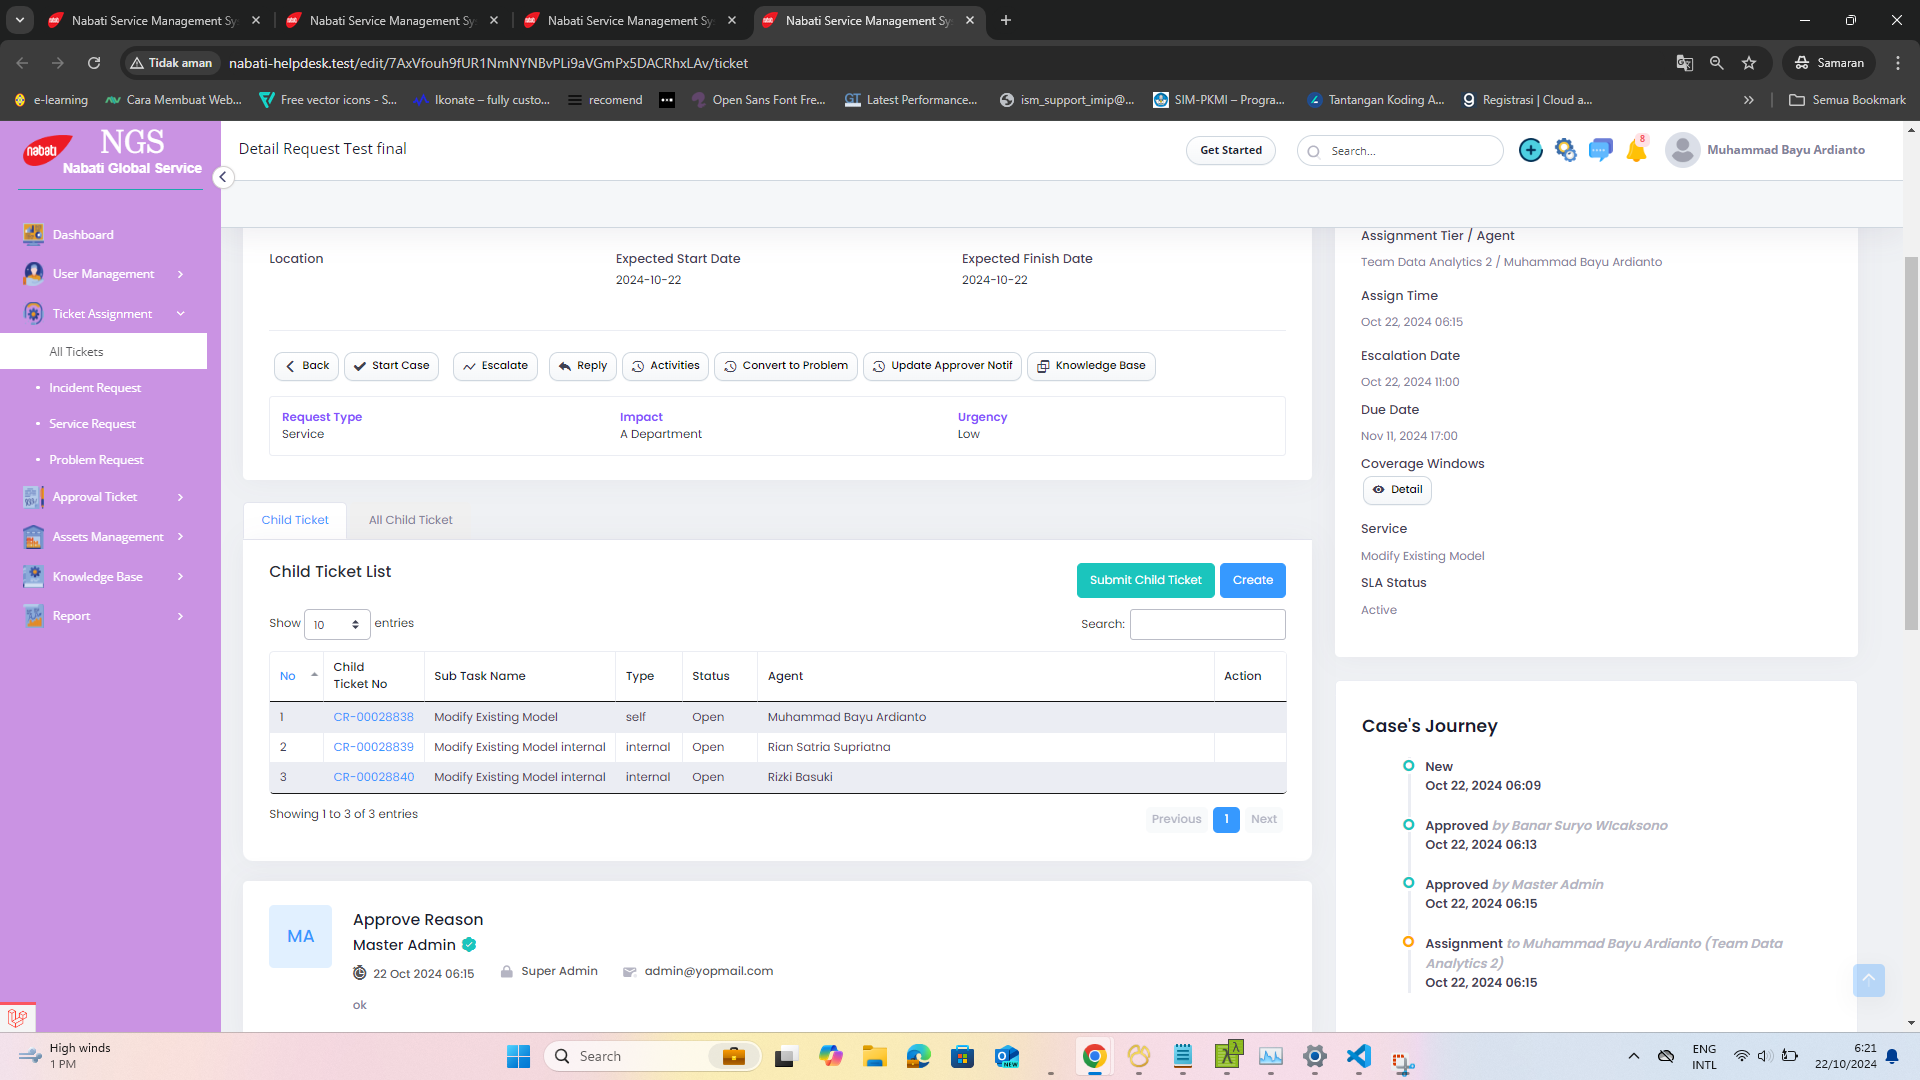 Nabati Service Management Sy
Nabati Service Management Sy
Nabati Service Management Sy
Nabati Service Management Sy
Tidak aman
nabati-helpdesk.test/edit/7AxVfouh9fUR1NmNYNBvPLi9aVGmPx5DACRhxLAv/ticket
Samaran
e-learning
Cara Membuat Web...
Free vector icons - S...
Ikonate – fully custo...
recomend
Open Sans Font Fre...
GT Latest Performance...
ism_support_imip@...
SIM-PKMI – Progra...
Tantangan Koding A...
Registrasi | Cloud a...
Semua Bookmark
nabati
NGS
Nabati Global Service
Detail Request Test final
Get Started
Search...
8
Muhammad Bayu Ardianto
Dashboard
User Management
Ticket Assignment
All Tickets
Incident Request
Service Request
Problem Request
Approval Ticket
Assets Management
Knowledge Base
Report
Location
Expected Start Date
2024-10-22
Expected Finish Date
2024-10-22
Back
Start Case
Escalate
Reply
Activities
Convert to Problem
Update Approver Notif
Knowledge Base
Request Type
Service
Impact
A Department
Urgency
Low
Child Ticket
All Child Ticket
Child Ticket List
Submit Child Ticket
Create
Show 10 entries
Search:
No
Child Ticket No
Sub Task Name
Type
Status
Agent
Action
1 CR-00028838 Modify Existing Model self Open Muhammad Bayu Ardianto
2 CR-00028839 Modify Existing Model internal internal Open Rian Satria Supriatna
3 CR-00028840 Modify Existing Model internal internal Open Rizki Basuki
Showing 1 to 3 of 3 entries
Previous 1 Next
MA
Approve Reason
Master Admin
22 Oct 2024 06:15
Super Admin
admin@yopmail.com
ok
Assignment Tier / Agent
Team Data Analytics 2 / Muhammad Bayu Ardianto
Assign Time
Oct 22, 2024 06:15
Escalation Date
Oct 22, 2024 11:00
Due Date
Nov 11, 2024 17:00
Coverage Windows
Detail
Service
Modify Existing Model
SLA Status
Active
Case's Journey
New
Oct 22, 2024 06:09
Approved by Banar Suryo WIcaksono
Oct 22, 2024 06:13
Approved by Master Admin
Oct 22, 2024 06:15
Assignment to Muhammad Bayu Ardianto (Team Data
Analytics 2)
Oct 22, 2024 06:15
High winds
1 PM
Search
NEW
ENG
INTL
6:21
22/10/2024